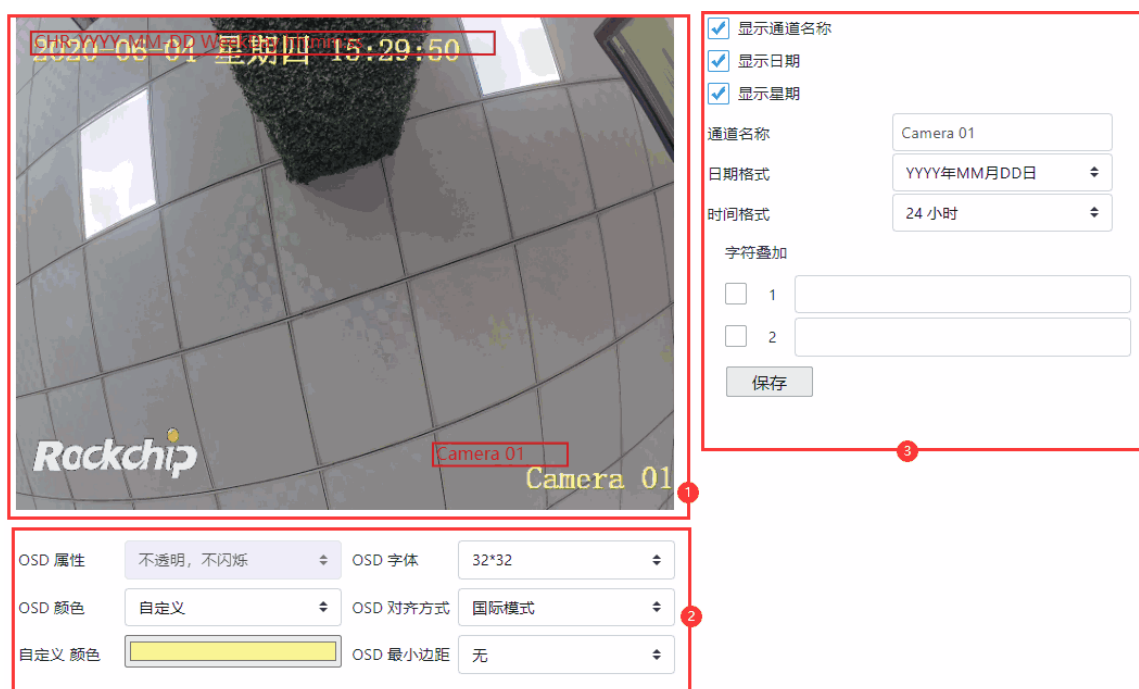 CHR-YYYY-MM-DD
2020-06-04 星期四 15:29:50
Rockchip
Camera 01
Camera 01
1
OSD 属性
不透明，不闪烁
OSD 字体
32*32
OSD 颜色
自定义
OSD 对齐方式
国际模式
自定义 颜色
OSD 最小边距
无
2
显示通道名称
显示日期
显示星期
通道名称
Camera 01
日期格式
YYYY年MM月DD日
时间格式
24 小时
字符叠加
1
2
保存
3